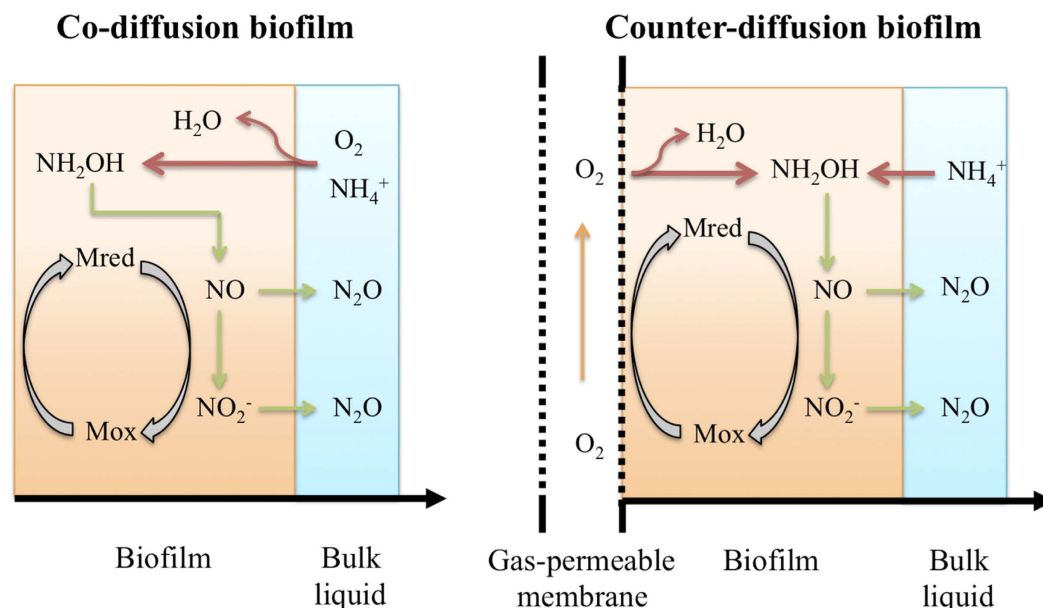 Co-diffusion biofilm
H₂O
O₂
NH₂OH
NH₄⁺
Mred
NO
N₂O
Mox
NO₂⁻
N₂O
Biofilm
Bulk
liquid
Counter-diffusion biofilm
H₂O
O₂
NH₂OH
NH₄⁺
Mred
NO
N₂O
O₂
Mox
NO₂⁻
N₂O
Gas-permeable
membrane
Biofilm
Bulk
liquid